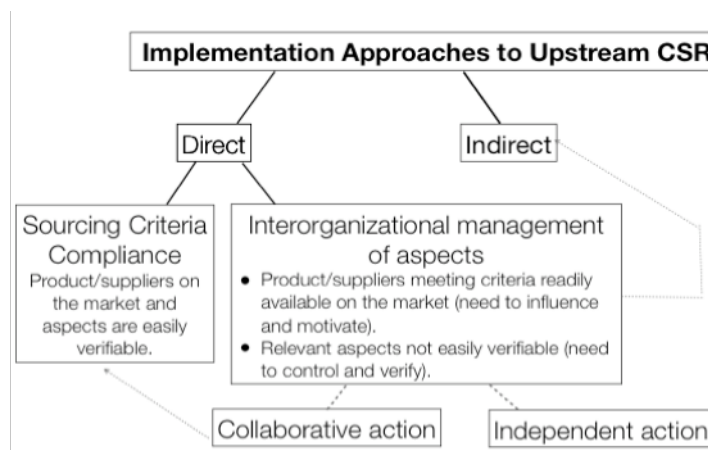 Implementation Approaches to Upstream CSR
Direct
Indirect
Sourcing Criteria
Compliance
Product/suppliers on
the market and
aspects are easily
verifiable.
Interorganizational management
of aspects
● Product/suppliers meeting criteria readily
available on the market (need to influence
and motivate).
● Relevant aspects not easily verifiable (need
to control and verify).
Collaborative action
Independent action